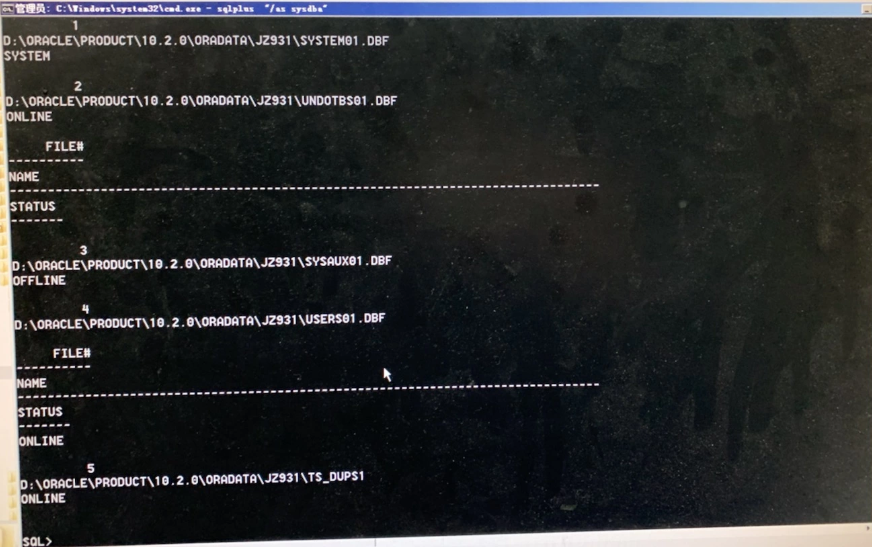 管理员: C:\Windows\system32\cmd.exe - sqlplus "/as sysdba"
1
D:\ORACLE\PRODUCT\10.2.0\ORADATA\JZ931\SYSTEM01.DBF
SYSTEM
2
D:\ORACLE\PRODUCT\10.2.0\ORADATA\JZ931\UNDOTBS01.DBF
ONLINE
FILE#
----------
NAME
--------------------------------------------------------------------------------
STATUS
-------
3
D:\ORACLE\PRODUCT\10.2.0\ORADATA\JZ931\SYSAUX01.DBF
OFFLINE
4
D:\ORACLE\PRODUCT\10.2.0\ORADATA\JZ931\USERS01.DBF
FILE#
----------
NAME
--------------------------------------------------------------------------------
STATUS
-------
ONLINE
5
D:\ORACLE\PRODUCT\10.2.0\ORADATA\JZ931\TS_DUPS1
ONLINE
SQL>